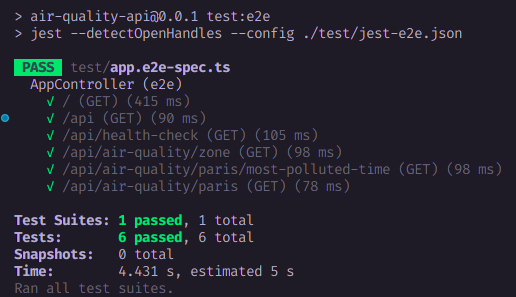 > air-quality-api@0.0.1 test:e2e
> jest --detectOpenHandles --config ./test/jest-e2e.json
PASS test/app.e2e-spec.ts
AppController (e2e)
√ / (GET) (415 ms)
√ /api (GET) (90 ms)
√ /api/health-check (GET) (105 ms)
√ /api/air-quality/zone (GET) (98 ms)
√ /api/air-quality/paris/most-polluted-time (GET) (98 ms)
√ /api/air-quality/paris (GET) (78 ms)
Test Suites: 1 passed, 1 total
Tests: 6 passed, 6 total
Snapshots: 0 total
Time: 4.431 s, estimated 5 s
Ran all test suites.